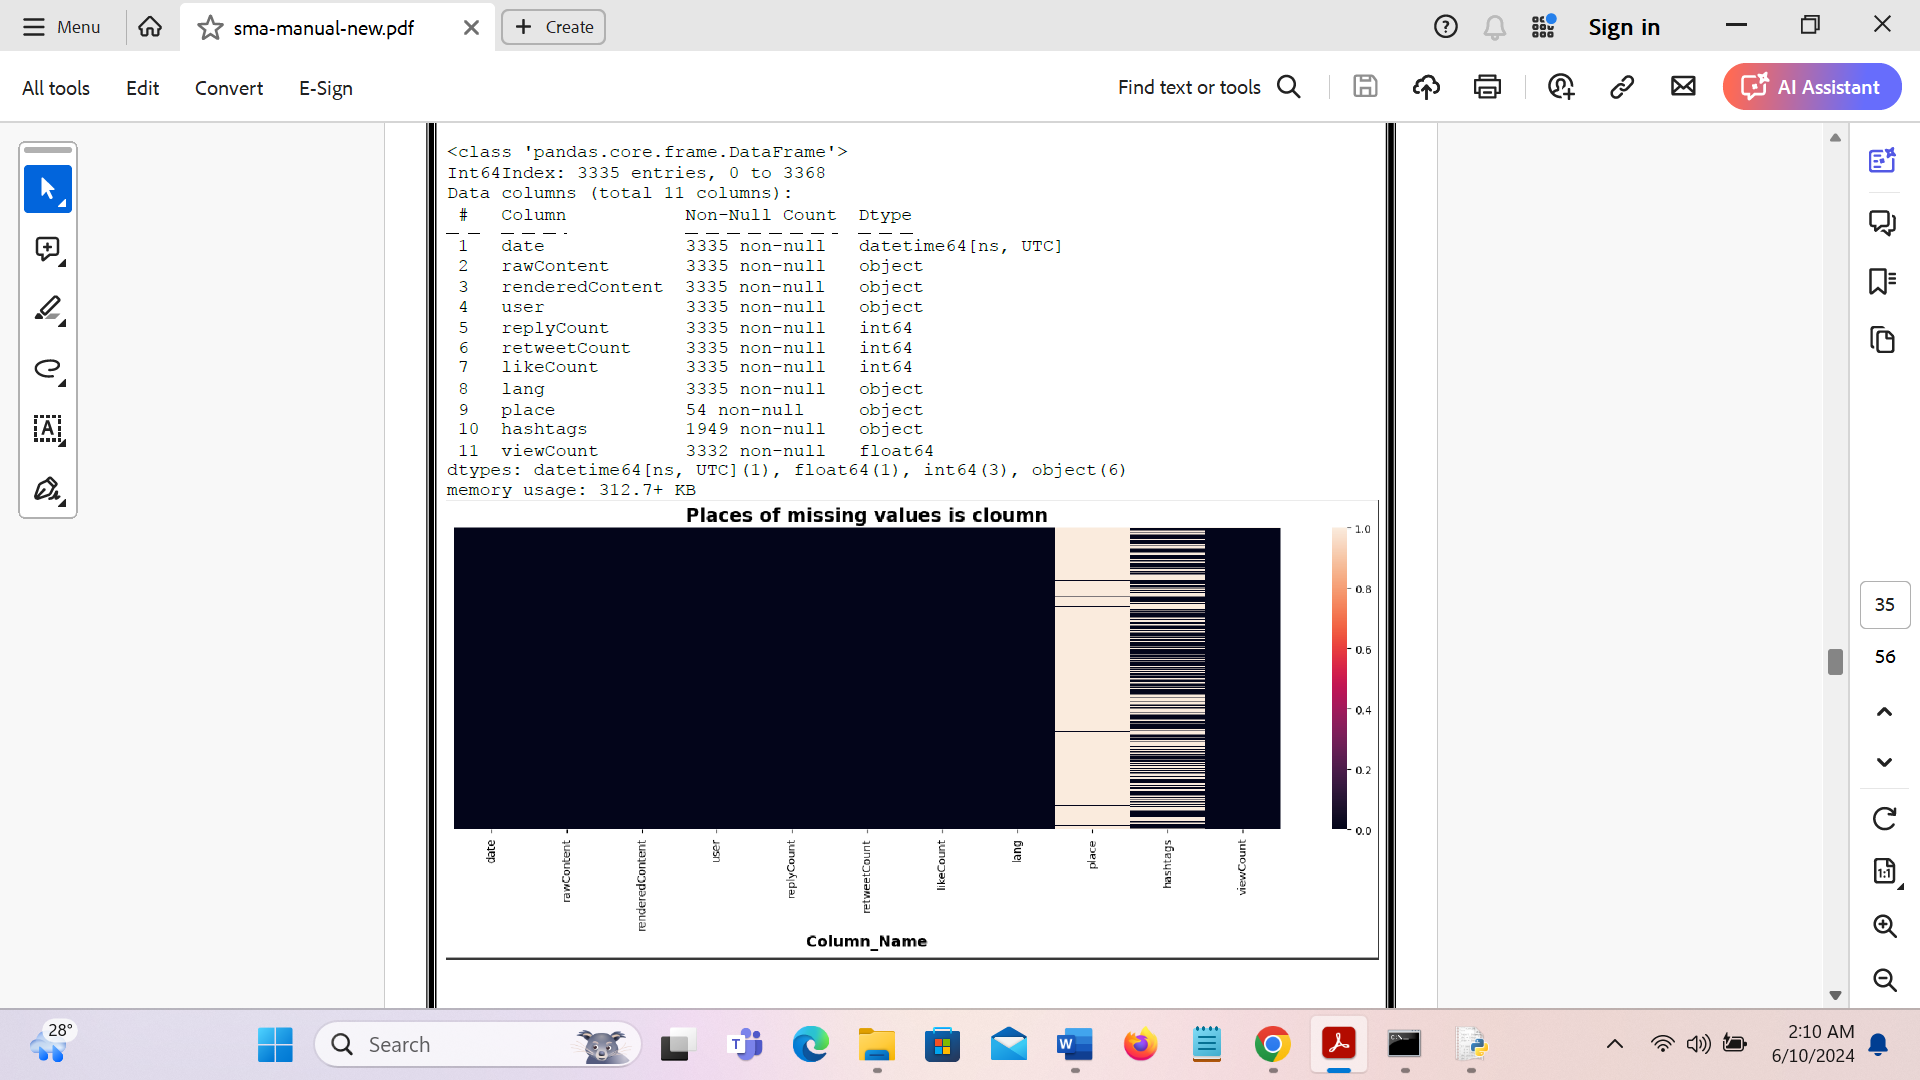 Menu
sma-manual-new.pdf
Create
Sign in
All tools
Edit
Convert
E-Sign
Find text or tools
AI Assistant
<class 'pandas.core.frame.DataFrame'>
Int64Index: 3335 entries, 0 to 3368
Data columns (total 11 columns):
# Column Non-Null Count Dtype
1 date 3335 non-null datetime64[ns, UTC]
2 rawContent 3335 non-null object
3 renderedContent 3335 non-null object
4 user 3335 non-null object
5 replyCount 3335 non-null int64
6 retweetCount 3335 non-null int64
7 likeCount 3335 non-null int64
8 lang 3335 non-null object
9 place 54 non-null object
10 hashtags 1949 non-null object
11 viewCount 3332 non-null float64
dtypes: datetime64[ns, UTC](1), float64(1), int64(3), object(6)
memory usage: 312.7+ KB
Places of missing values is cloumn
1.0
0.8
0.6
0.4
0.2
0.0
date
rawContent
renderedContent
user
replyCount
retweetCount
likeCount
lang
place
hashtags
viewCount
Column_Name
35
56
1:1
28°
Search
2:10 AM
6/10/2024